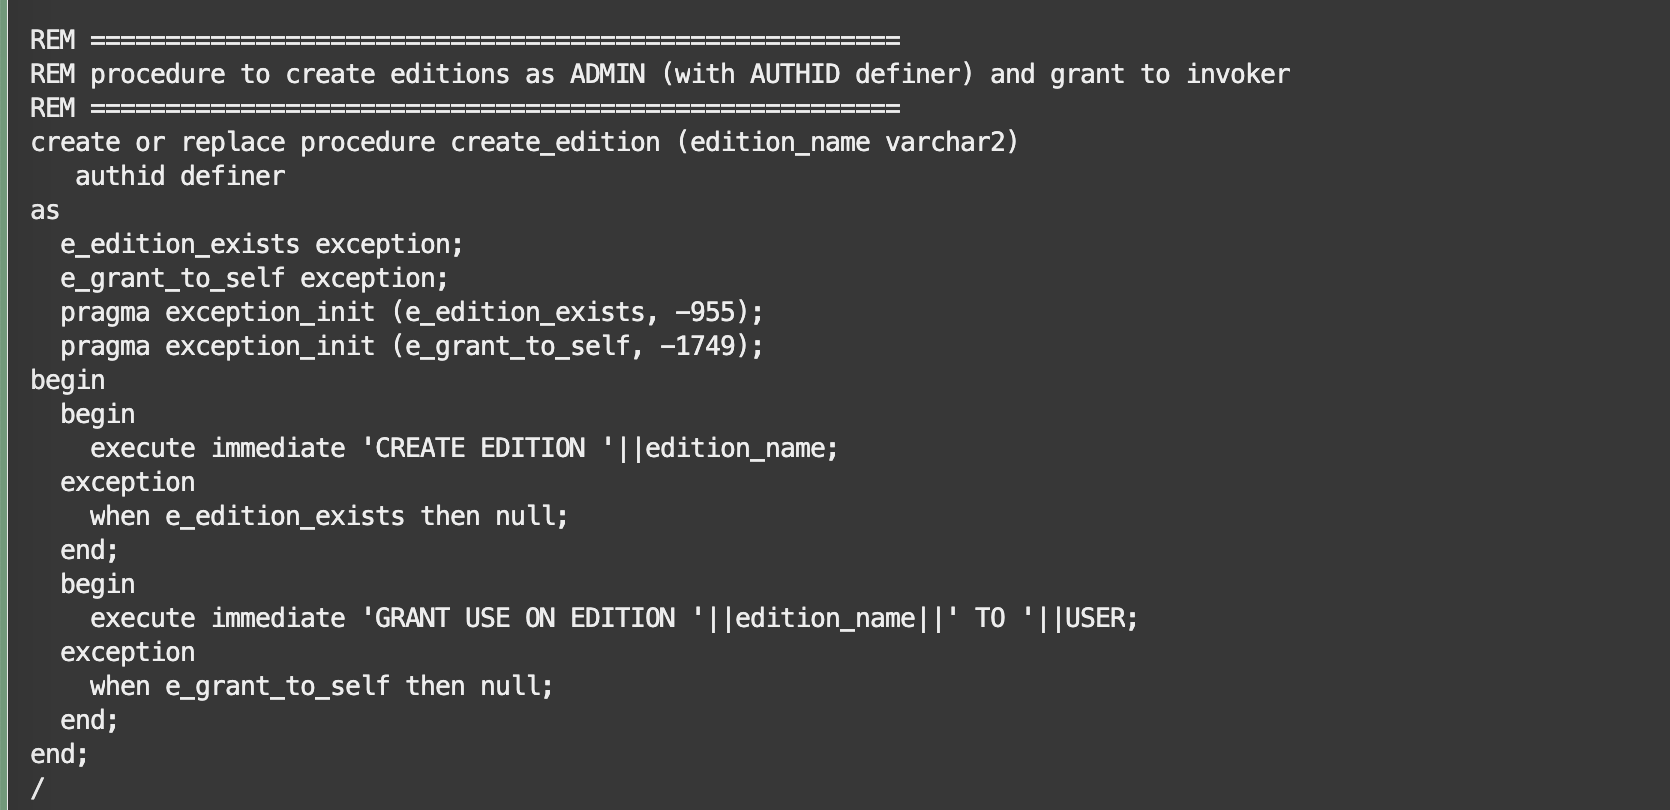 REM ======================================================
REM procedure to create editions as ADMIN (with AUTHID definer) and grant to invoker
REM ======================================================
create or replace procedure create_edition (edition_name varchar2)
   authid definer
as
  e_edition_exists exception;
  e_grant_to_self exception;
  pragma exception_init (e_edition_exists, -955);
  pragma exception_init (e_grant_to_self, -1749);
begin
  begin
    execute immediate 'CREATE EDITION '||edition_name;
  exception
    when e_edition_exists then null;
  end;
  begin
    execute immediate 'GRANT USE ON EDITION '||edition_name||' TO '||USER;
  exception
    when e_grant_to_self then null;
  end;
end;
/